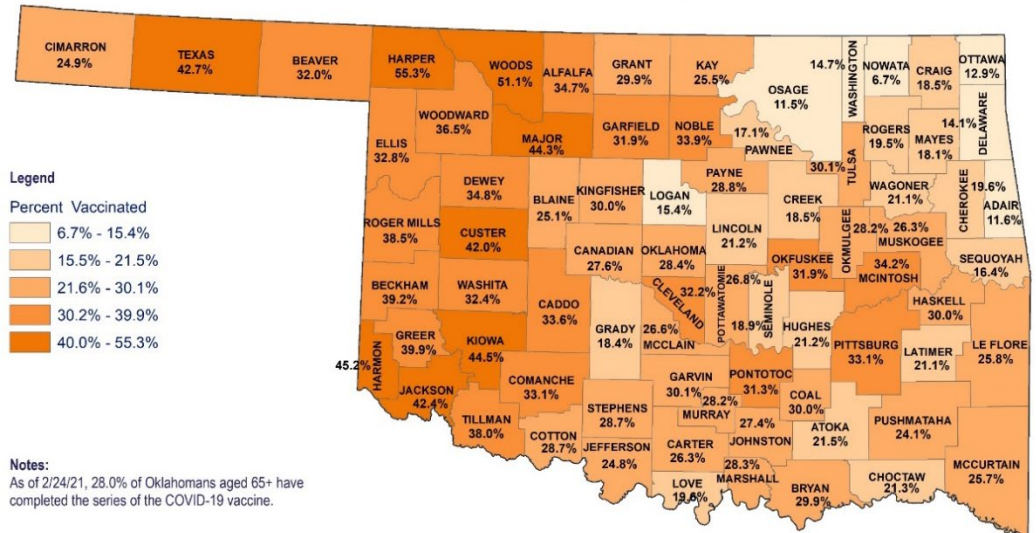 CIMARRON
24.9%
TEXAS
42.7%
BEAVER
32.0%
HARPER
55.3%
WOODS
51.1%
ALFALFA
34.7%
GRANT
29.9%
KAY
25.5%
OSAGE
11.5%
14.7%
WASHINGTON
NOWATA
6.7%
CRAIG
18.5%
OTTAWA
12.9%
14.1%
DELAWARE
ELLIS
32.8%
WOODWARD
36.5%
MAJOR
44.3%
GARFIELD
31.9%
NOBLE
33.9%
17.1%
PAWNEE
30.1%
TULSA
ROGERS
19.5%
MAYES
18.1%
ROGER MILLS
38.5%
DEWEY
34.8%
BLAINE
25.1%
KINGFISHER
30.0%
LOGAN
15.4%
PAYNE
28.8%
CREEK
18.5%
WAGONER
21.1%
CHEROKEE
19.6%
ADAIR
11.6%
CUSTER
42.0%
CANADIAN
27.6%
OKLAHOMA
28.4%
LINCOLN
21.2%
OKFUSKEE
31.9%
OKMULGEE
28.2%
26.3%
MUSKOGEE
34.2%
MCINTOSH
SEQUOYAH
16.4%
BECKHAM
39.2%
WASHITA
32.4%
CADDO
33.6%
GRADY
18.4%
CLEVELAND
32.2%
26.6%
MCCLAIN
POTTAWATOMIE
26.8%
18.9%
SEMINOLE
HUGHES
21.2%
PITTSBURG
33.1%
HASKELL
30.0%
LATIMER
21.1%
LE FLORE
25.8%
45.2%
HARMON
GREER
39.9%
KIOWA
44.5%
JACKSON
42.4%
COMANCHE
33.1%
TILLMAN
38.0%
COTTON
28.7%
STEPHENS
28.7%
JEFFERSON
24.8%
GARVIN
30.1%
28.2%
MURRAY
PONTOTOC
31.3%
COAL
30.0%
CARTER
26.3%
27.4%
JOHNSTON
ATOKA
21.5%
PUSHMATAHA
24.1%
LOVE
19.6%
28.3%
MARSHALL
BRYAN
29.9%
CHOCTAW
21.3%
MCCURTAIN
25.7%
Legend
Percent Vaccinated
6.7% - 15.4%
15.5% - 21.5%
21.6% - 30.1%
30.2% - 39.9%
40.0% - 55.3%
Notes:
As of 2/24/21, 28.0% of Oklahomans aged 65+ have
completed the series of the COVID-19 vaccine.